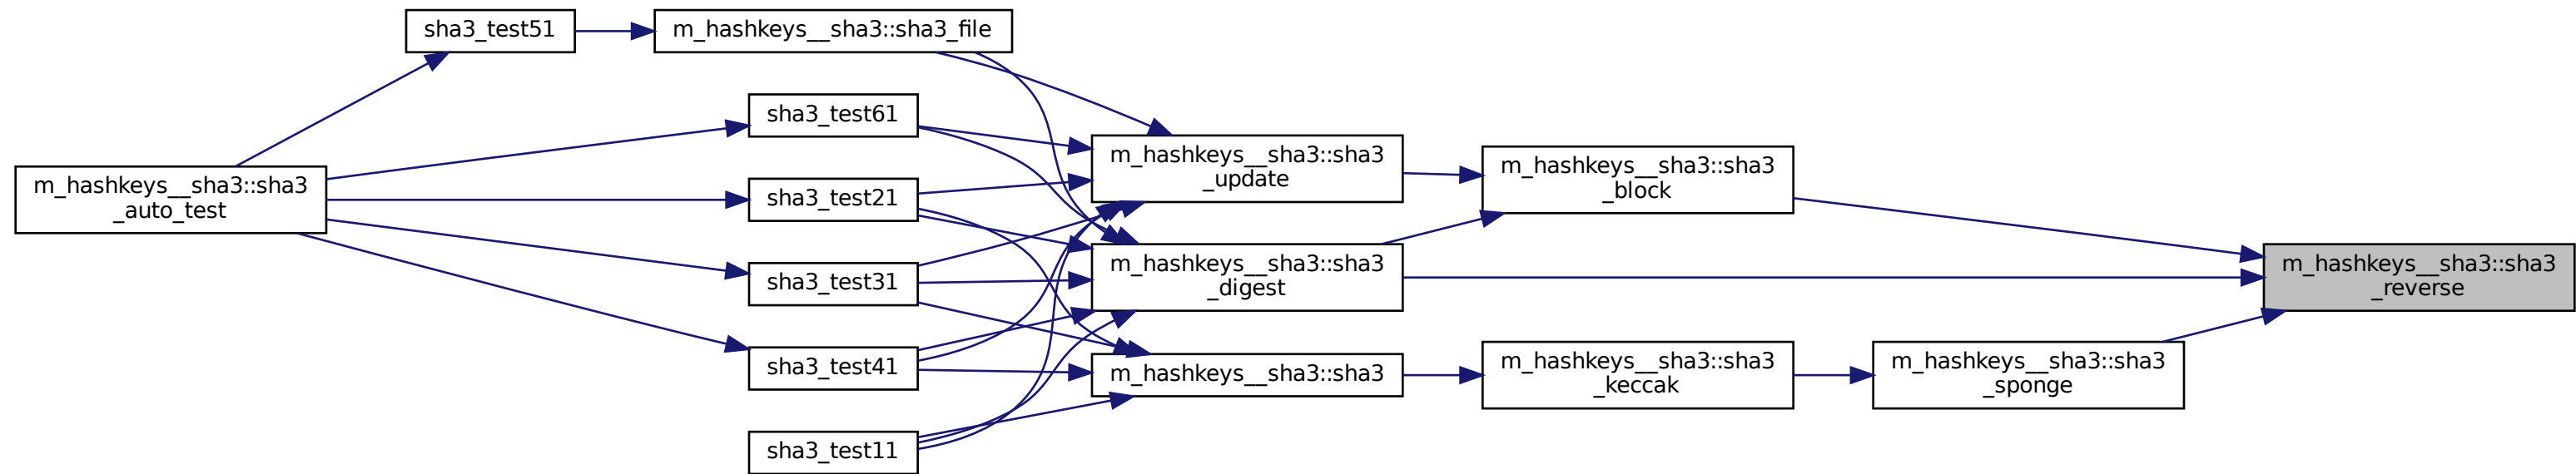 sha3_test51
m_hashkeys__sha3::sha3_file
sha3_test61
m_hashkeys__sha3::sha3
_update
m_hashkeys__sha3::sha3
_block
m_hashkeys__sha3::sha3
_auto_test
sha3_test21
m_hashkeys__sha3::sha3
_digest
m_hashkeys__sha3::sha3
_reverse
sha3_test31
sha3_test41
m_hashkeys__sha3::sha3
m_hashkeys__sha3::sha3
_keccak
m_hashkeys__sha3::sha3
_sponge
sha3_test11